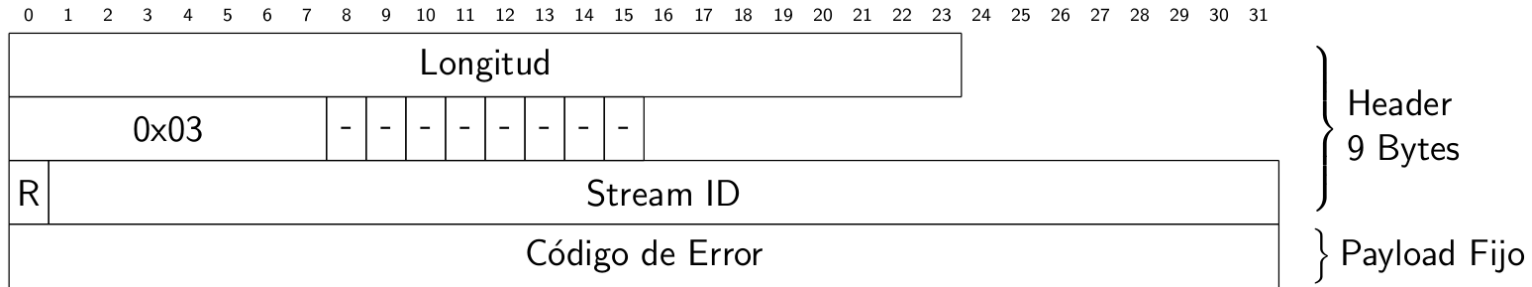 0 1 2 3 4 5 6 7 8 9 10 11 12 13 14 15 16 17 18 19 20 21 22 23 24 25 26 27 28 29 30 31
Longitud
0x03 - - - - - - - -
R Stream ID
Código de Error
Header
9 Bytes
Payload Fijo